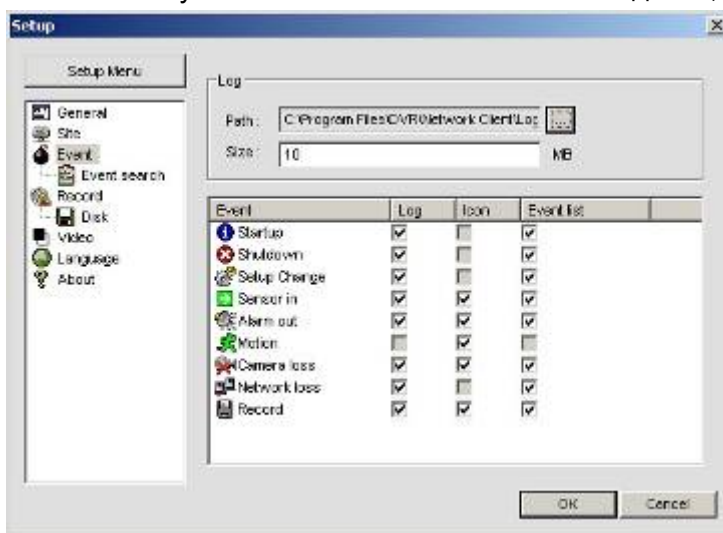 Setup
Setup Menu
General
Site
Event
Event search
Record
Disk
Video
Language
About
Log
Path : C:\Program Files\DVR\Network Client\Log ...
Size : 10 MB
Event Log Icon Event list
Startup
Shutdown
Setup Change
Sensor in
Alarm out
Motion
Camera loss
Network loss
Record
OK Cancel